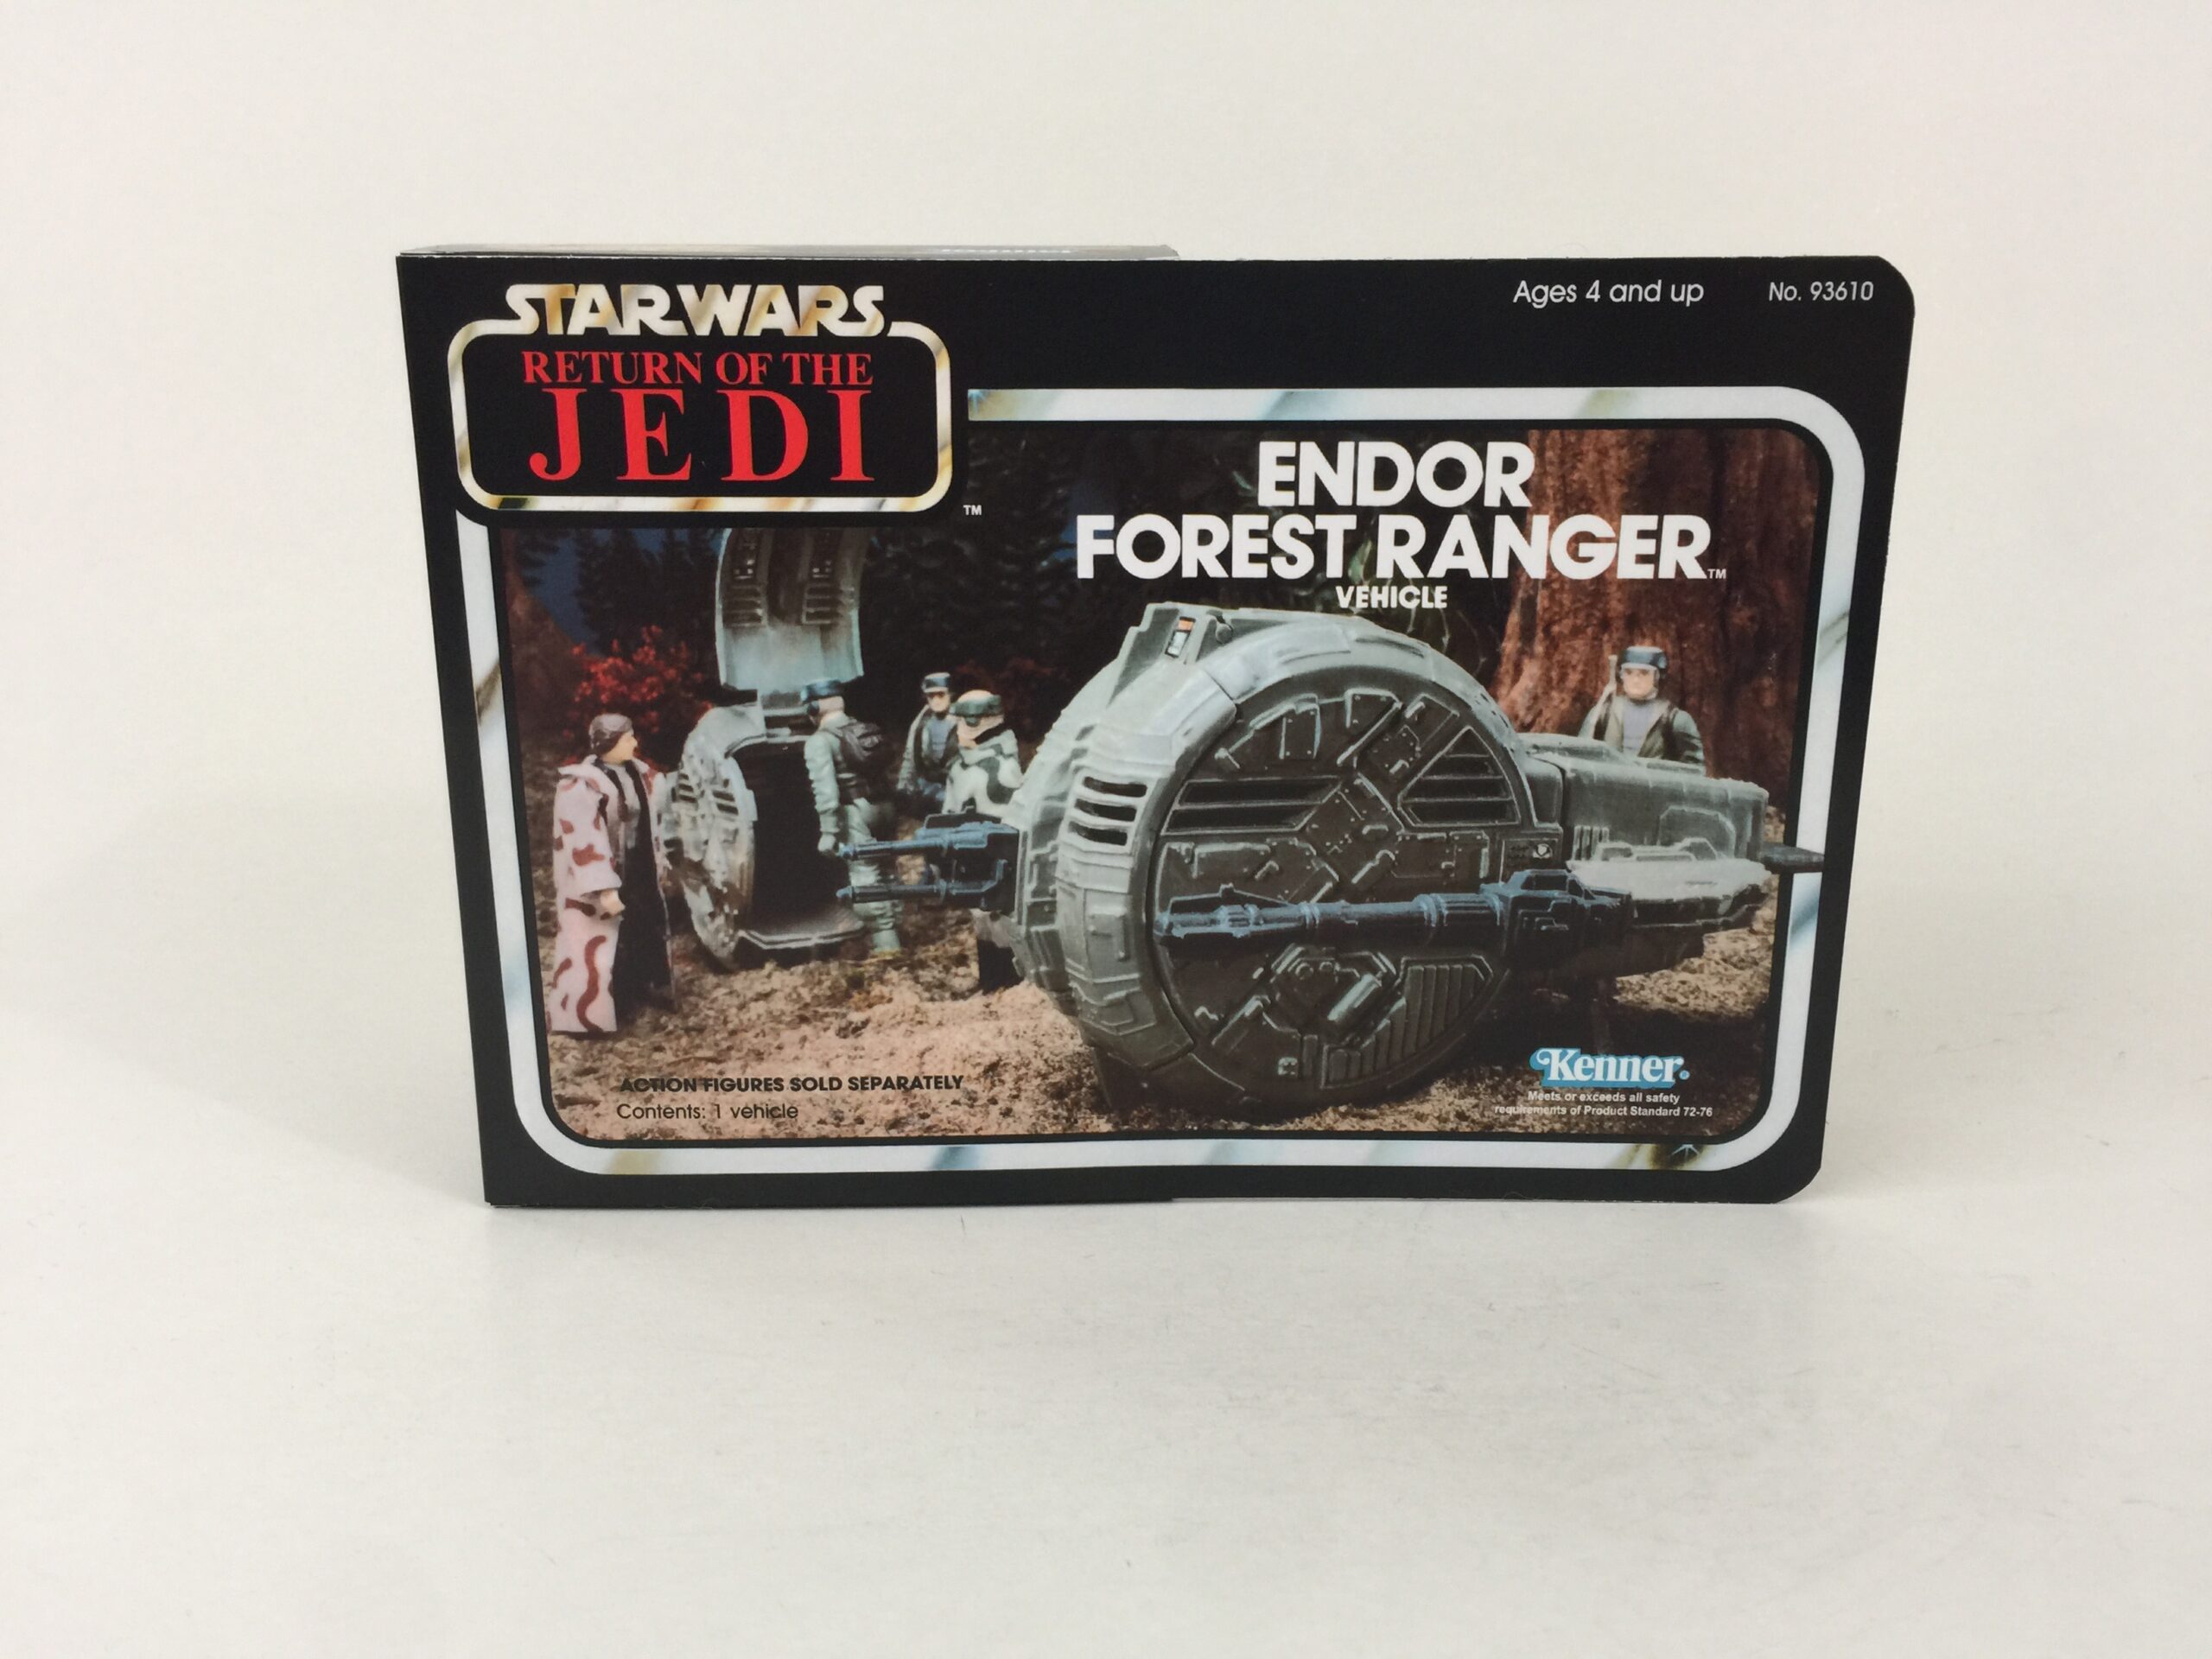 STAR WARS
RETURN OF THE
JEDI
TM
Ages 4 and up No. 93610
ENDOR
FOREST RANGER TM
VEHICLE
ACTION FIGURES SOLD SEPARATELY
Contents: 1 vehicle
Kenner®
Meets or exceeds all safety
requirements of Product Standard 72-76